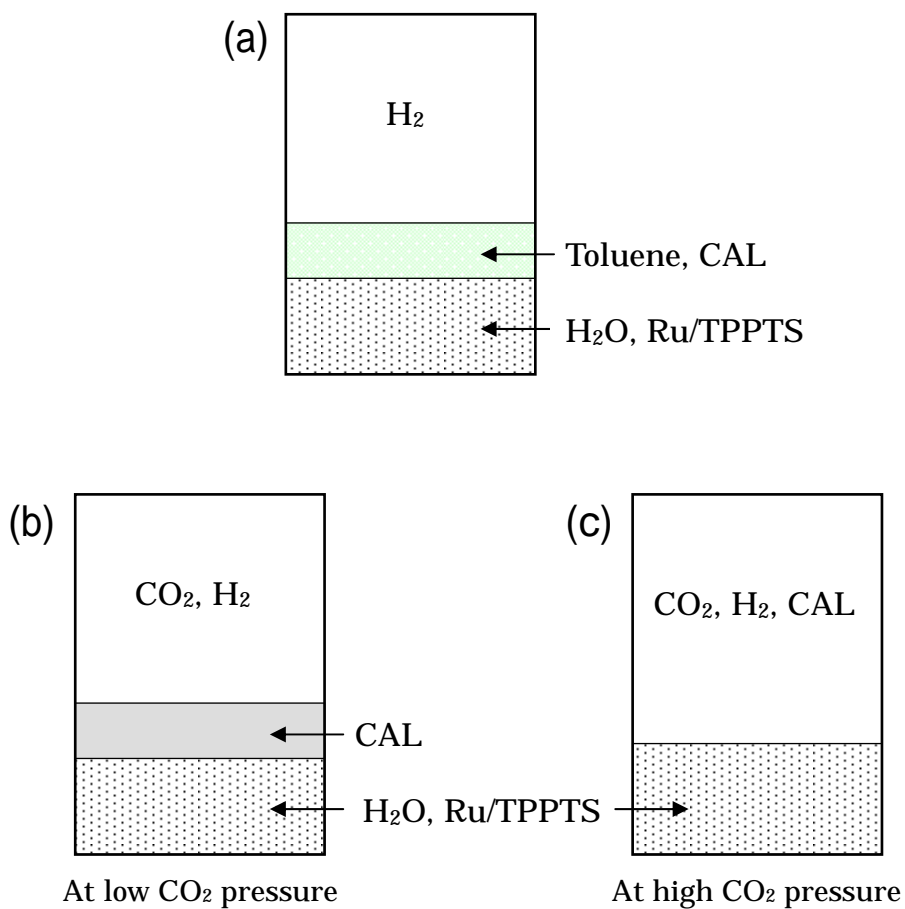 (a)
H₂
Toluene, CAL
H₂O, Ru/TPPTS
(b)
CO₂, H₂
CAL
H₂O, Ru/TPPTS
At low CO₂ pressure
(c)
CO₂, H₂, CAL
At high CO₂ pressure